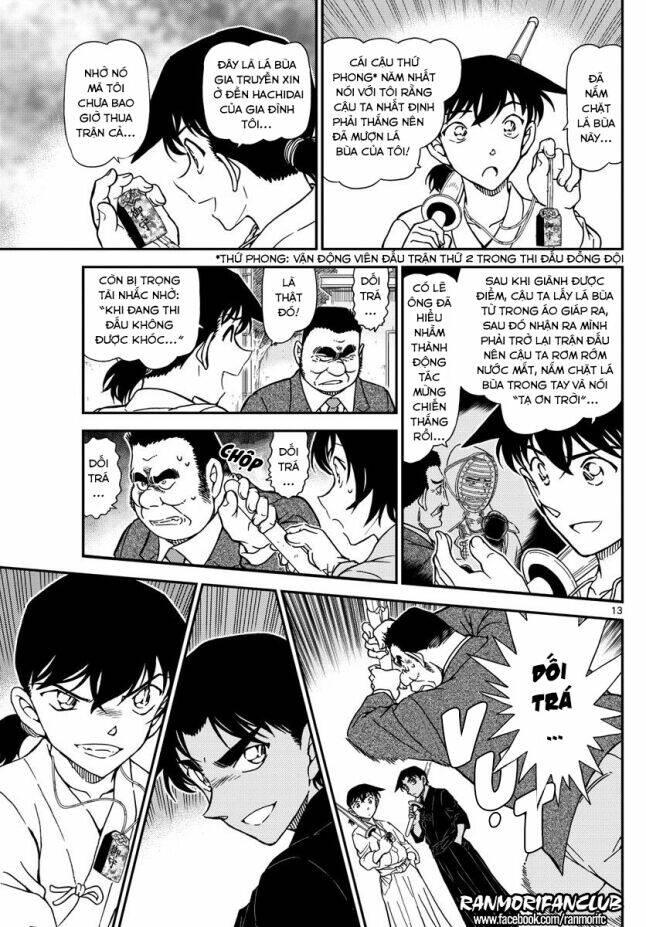 ĐÃ
NẮM
CHẶT
LÁ BÙA
NÀY...
CÁI CẬU THỨ
PHONG* NĂM NHẤT
NÓI VỚI TÔI RẰNG
CẬU TA NHẤT ĐỊNH
PHẢI THẮNG NÊN
ĐÃ MƯỢN LÁ
BÙA CỦA TÔI!
ĐÂY LÀ LÁ BÙA
GIA TRUYỀN XIN
Ở ĐỀN HACHIDAI
CỦA GIA ĐÌNH
TÔI...
NHỜ NÓ
MÀ TÔI
CHƯA BAO
GIỜ THUA
TRẬN CẢ...
*THỨ PHONG: VẬN ĐỘNG VIÊN ĐẤU TRẬN THỨ 2 TRONG THI ĐẤU ĐỒNG ĐỘI
SAU KHI GIÀNH ĐƯỢC
ĐIỂM, CẬU TA LẤY LÁ BÙA
TỪ TRONG ÁO GIÁP RA,
SAU ĐÓ NHẬN RA MÌNH
PHẢI TRỞ LẠI TRẬN ĐẤU
NÊN CẬU TA RƠM RỚM
NƯỚC MẮT, NẮM CHẶT LÁ
BÙA TRONG TAY VÀ NÓI
"TẠ ƠN TRỜI"...
CÓ LẼ
ÔNG ĐÃ
HIỂU
NHẦM
THÀNH
ĐỘNG
TÁC
MỪNG
CHIẾN
THẮNG
RỒI...
DỐI
TRÁ
...
LÀ
THẬT
ĐÓ!
CÒN BỊ TRỌNG
TÀI NHẮC NHỞ:
"KHI ĐANG THI
ĐẤU KHÔNG
ĐƯỢC KHÓC..."
DỐI
TRÁ
...
CHỘP
DỐI
TRÁ
...
13
DỐI
TRÁ
...
VỤT
RANMORIFANCLUB
www.facebook.com/ranmorifc